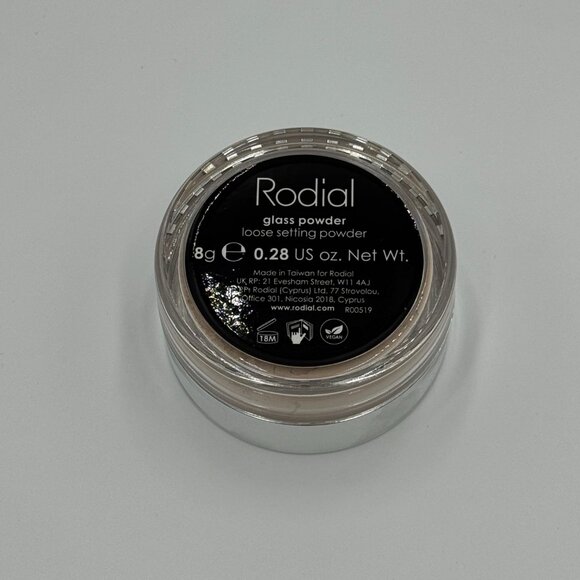 Rodial
glass powder
loose setting powder
8g ℮ 0.28 US oz. Net Wt.
Made in Taiwan for Rodial
UK RP: 21 Evesham Street, W11 4AJ
Rodial (Cyprus) Ltd. 77 Strovolou,
Office 301, Nicosia 2018, Cyprus
www.rodial.com R00519
18M
VEGAN